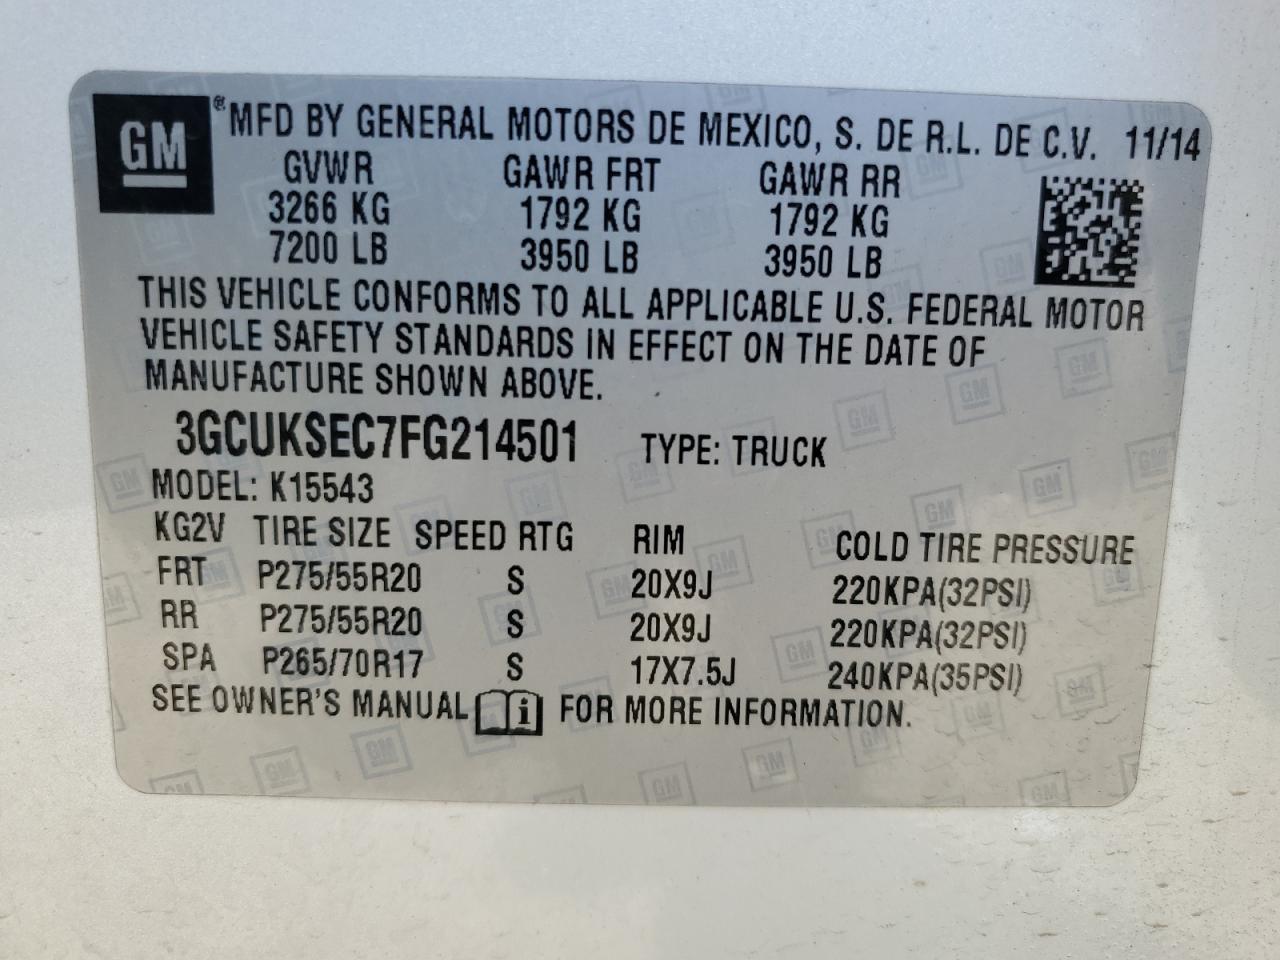 GM ® MFD BY GENERAL MOTORS DE MEXICO, S. DE R.L. DE C.V. 11/14
GVWR GAWR FRT GAWR RR
3266 KG 1792 KG 1792 KG
7200 LB 3950 LB 3950 LB
THIS VEHICLE CONFORMS TO ALL APPLICABLE U.S. FEDERAL MOTOR
VEHICLE SAFETY STANDARDS IN EFFECT ON THE DATE OF
MANUFACTURE SHOWN ABOVE.
3GCUKSEC7FG214501 TYPE: TRUCK
MODEL: K15543
KG2V TIRE SIZE SPEED RTG RIM COLD TIRE PRESSURE
FRT P275/55R20 S 20X9J 220KPA(32PSI)
RR P275/55R20 S 20X9J 220KPA(32PSI)
SPA P265/70R17 S 17X7.5J 240KPA(35PSI)
SEE OWNER'S MANUAL i FOR MORE INFORMATION.